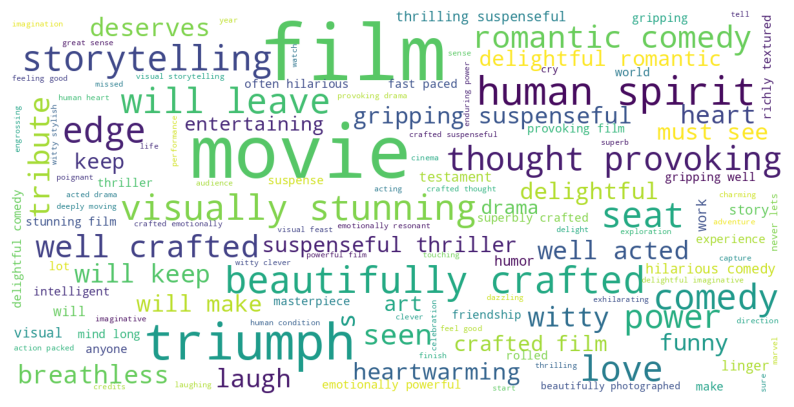 imagination
year
deserves
film
thrilling suspenseful
gripping
tell
great sense
storytelling
watch
sense
romantic comedy
feeling good
missed
visual storytelling
often hilarious
fast paced
cry
delightful romantic
world
richly textured
human heart
provoking drama
enduring power
human spirit
will leave
gripping suspenseful
heart
engrossing
tribute
edge
witty stylish
performance
entertaining
crafted suspenseful
provoking film
must see
life
movie
cinema
superb
keep
poignant
thought provoking
acted drama
thriller
audience
suspense
testament
acting
crafted thought
delightful
gripping well
charming
deeply moving
visually stunning
drama
seat
work
story
adventure
never lets
stunning film
crafted emotionally
emotionally resonant
superbly crafted
delight
exploration
experience
delightful comedy
well crafted
visual feast
powerful film
suspenseful thriller
touching
well acted
capture
lot
will keep
witty clever
humor
hilarious comedy
intelligent
beautifully crafted
delightful imaginative
will
will make
masterpiece
art
dazzling
exhilarating
comedy
imaginative
human condition
s
clever
celebration
friendship
witty
power
direction
visual
mind long
triumph
seen
feel good
crafted film
funny
marvel
action packed
anyone
finish
rolled
linger
breathless
laugh
heartwarming
thrilling
love
credits
laughing
emotionally powerful
start
beautifully photographed
make
sure